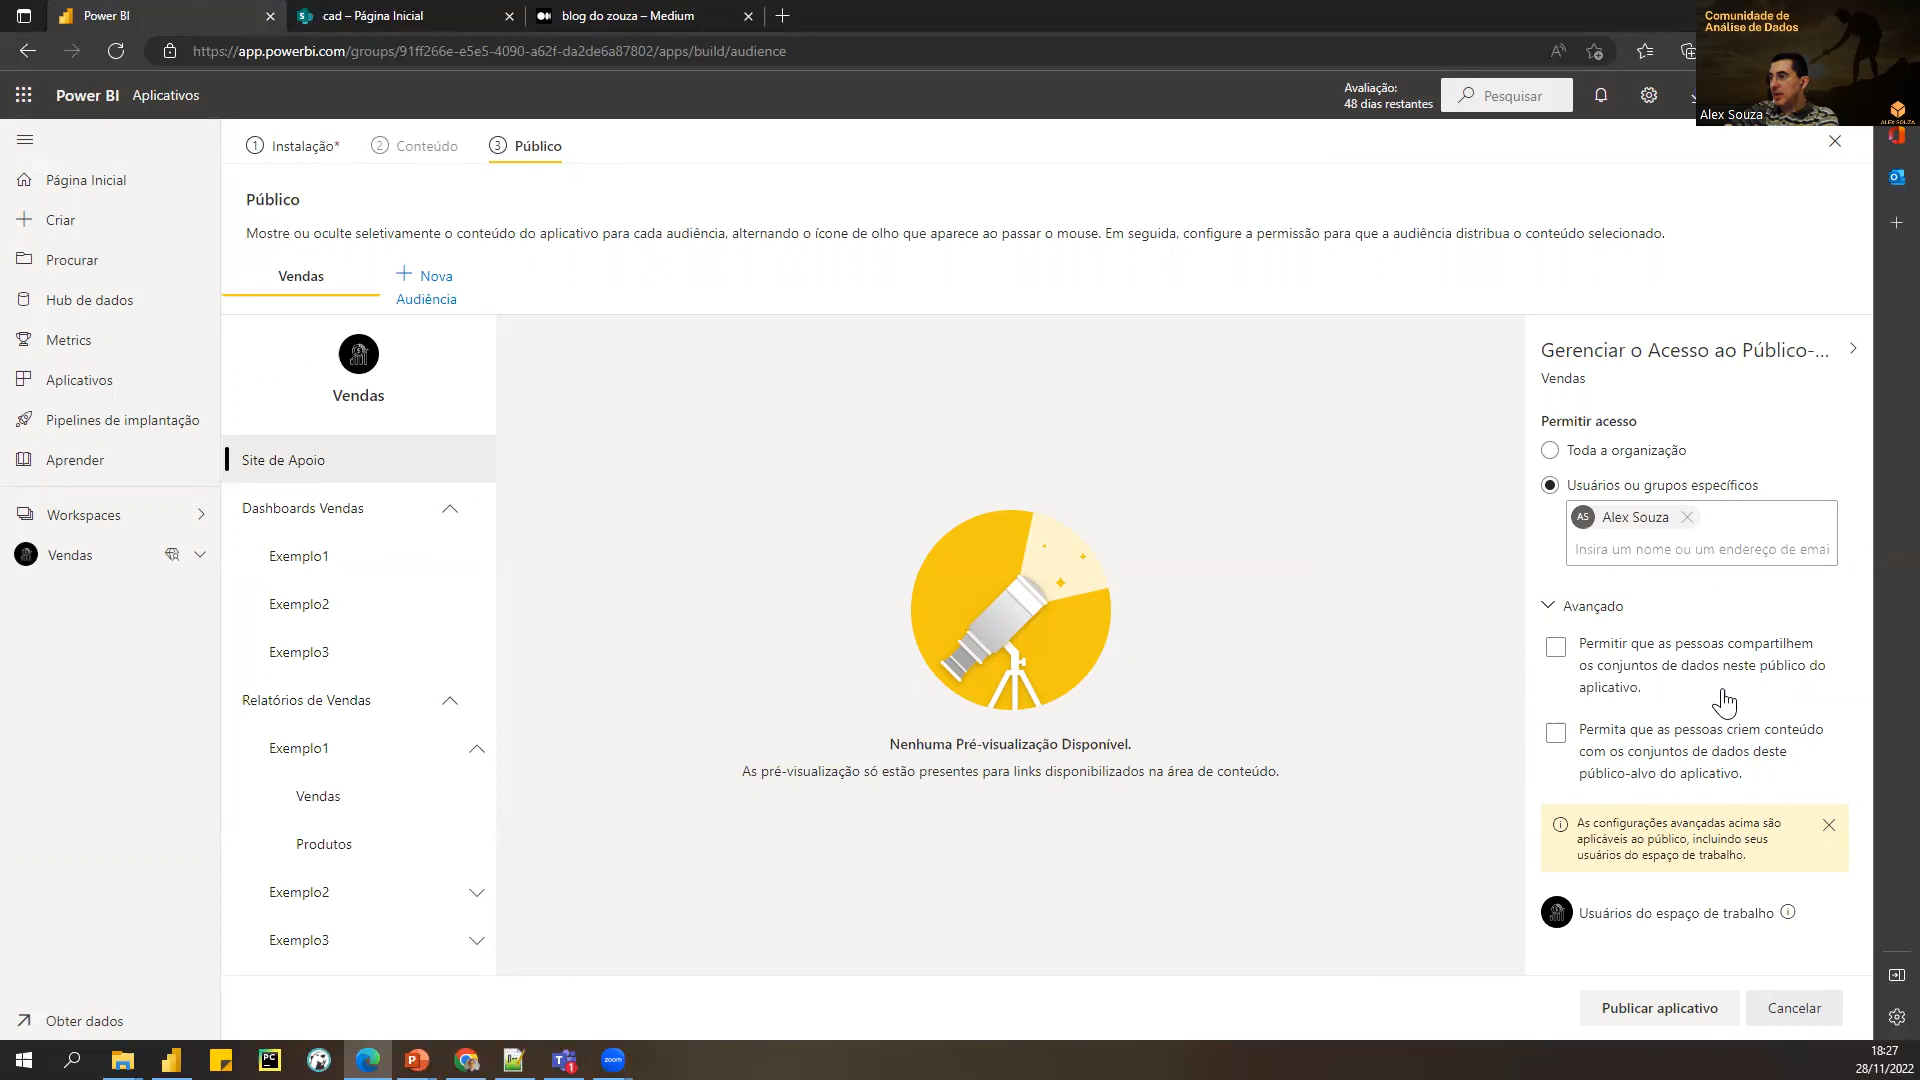 Power BI
cad – Página Inicial
blog do zouza – Medium
https://app.powerbi.com/groups/91ff266e-e5e5-4090-a62f-da2de6a87802/apps/build/audience
Comunidade de
Análise de Dados
Alex Souza
ALEX SOUZA
Power BI Aplicativos
Avaliação:
48 dias restantes
Pesquisar
Página Inicial
Criar
Procurar
Hub de dados
Metrics
Aplicativos
Pipelines de implantação
Aprender
Workspaces
Vendas
Obter dados
1 Instalação*
2 Conteúdo
3 Público
Público
Mostre ou oculte seletivamente o conteúdo do aplicativo para cada audiência, alternando o ícone de olho que aparece ao passar o mouse. Em seguida, configure a permissão para que a audiência distribua o conteúdo selecionado.
Vendas
Nova
Audiência
Vendas
Site de Apoio
Dashboards Vendas
Exemplo1
Exemplo2
Exemplo3
Relatórios de Vendas
Exemplo1
Vendas
Produtos
Exemplo2
Exemplo3
Nenhuma Pré-visualização Disponível.
As pré-visualização só estão presentes para links disponibilizados na área de conteúdo.
Gerenciar o Acesso ao Público-...
Vendas
Permitir acesso
Toda a organização
Usuários ou grupos específicos
AS Alex Souza
Insira um nome ou um endereço de emai
Avançado
Permitir que as pessoas compartilhem
os conjuntos de dados neste público do
aplicativo.
Permita que as pessoas criem conteúdo
com os conjuntos de dados deste
público-alvo do aplicativo.
As configurações avançadas acima são
aplicáveis ao público, incluindo seus
usuários do espaço de trabalho.
Usuários do espaço de trabalho
Publicar aplicativo
Cancelar
PC
zoom
18:27
28/11/2022